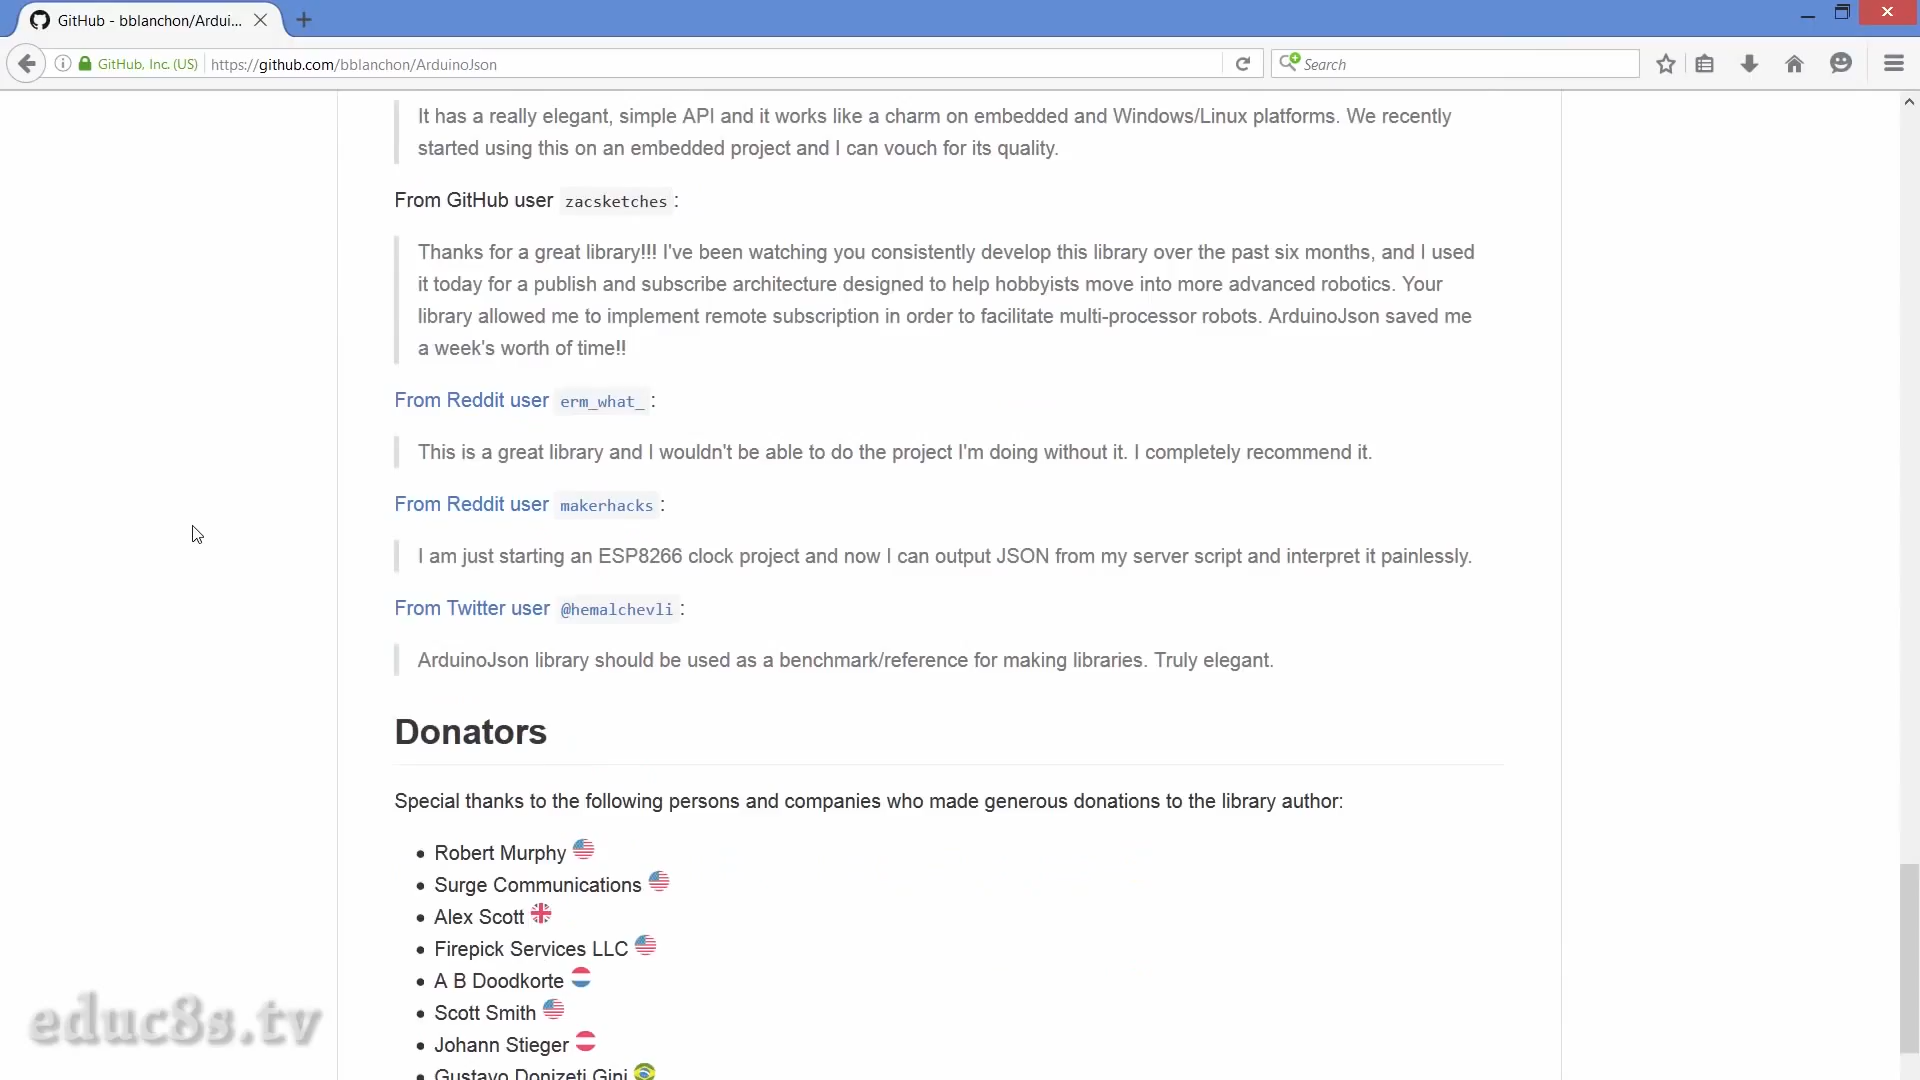 GitHub - bblanchon/Ardui...
GitHub, Inc. (US)
https://github.com/bblanchon/ArduinoJson
Search
It has a really elegant, simple API and it works like a charm on embedded and Windows/Linux platforms. We recently
started using this on an embedded project and I can vouch for its quality.
From GitHub user zacsketches:
Thanks for a great library!!! I've been watching you consistently develop this library over the past six months, and I used
it today for a publish and subscribe architecture designed to help hobbyists move into more advanced robotics. Your
library allowed me to implement remote subscription in order to facilitate multi-processor robots. ArduinoJson saved me
a week's worth of time!!
From Reddit user erm_what_:
This is a great library and I wouldn't be able to do the project I'm doing without it. I completely recommend it.
From Reddit user makerhacks:
I am just starting an ESP8266 clock project and now I can output JSON from my server script and interpret it painlessly.
From Twitter user @hemalchevli:
ArduinoJson library should be used as a benchmark/reference for making libraries. Truly elegant.
Donators
Special thanks to the following persons and companies who made generous donations to the library author:
Robert Murphy
Surge Communications
Alex Scott
Firepick Services LLC
A B Doodkorte
Scott Smith
Johann Stieger
Gustavo Donizeti Gini
educ8s.tv